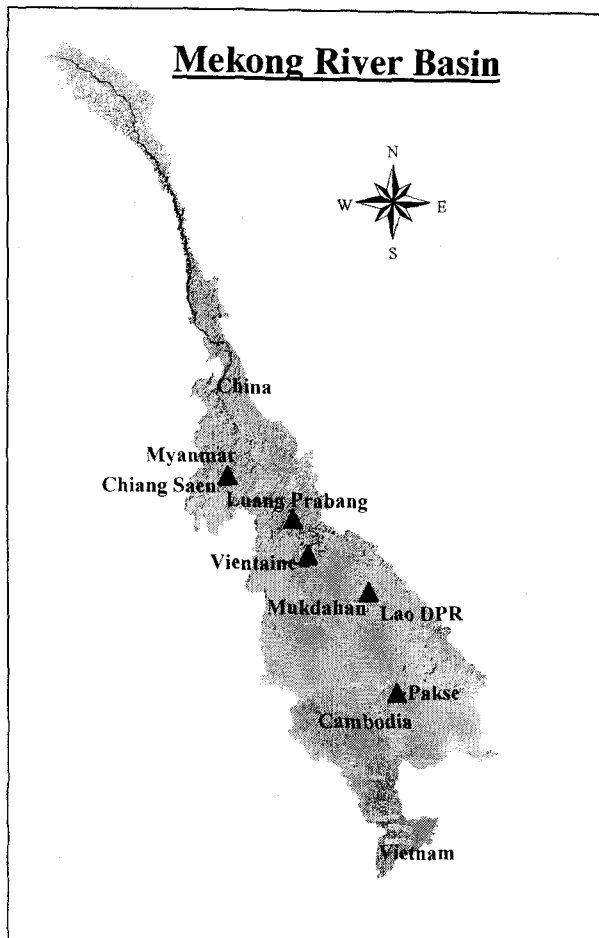 Mekong River Basin
N
W E
S
China
Myanmar
Chiang Saen
Luang Prabang
Vientaine
Mukdahan
Lao DPR
Pakse
Cambodia
Vietnam